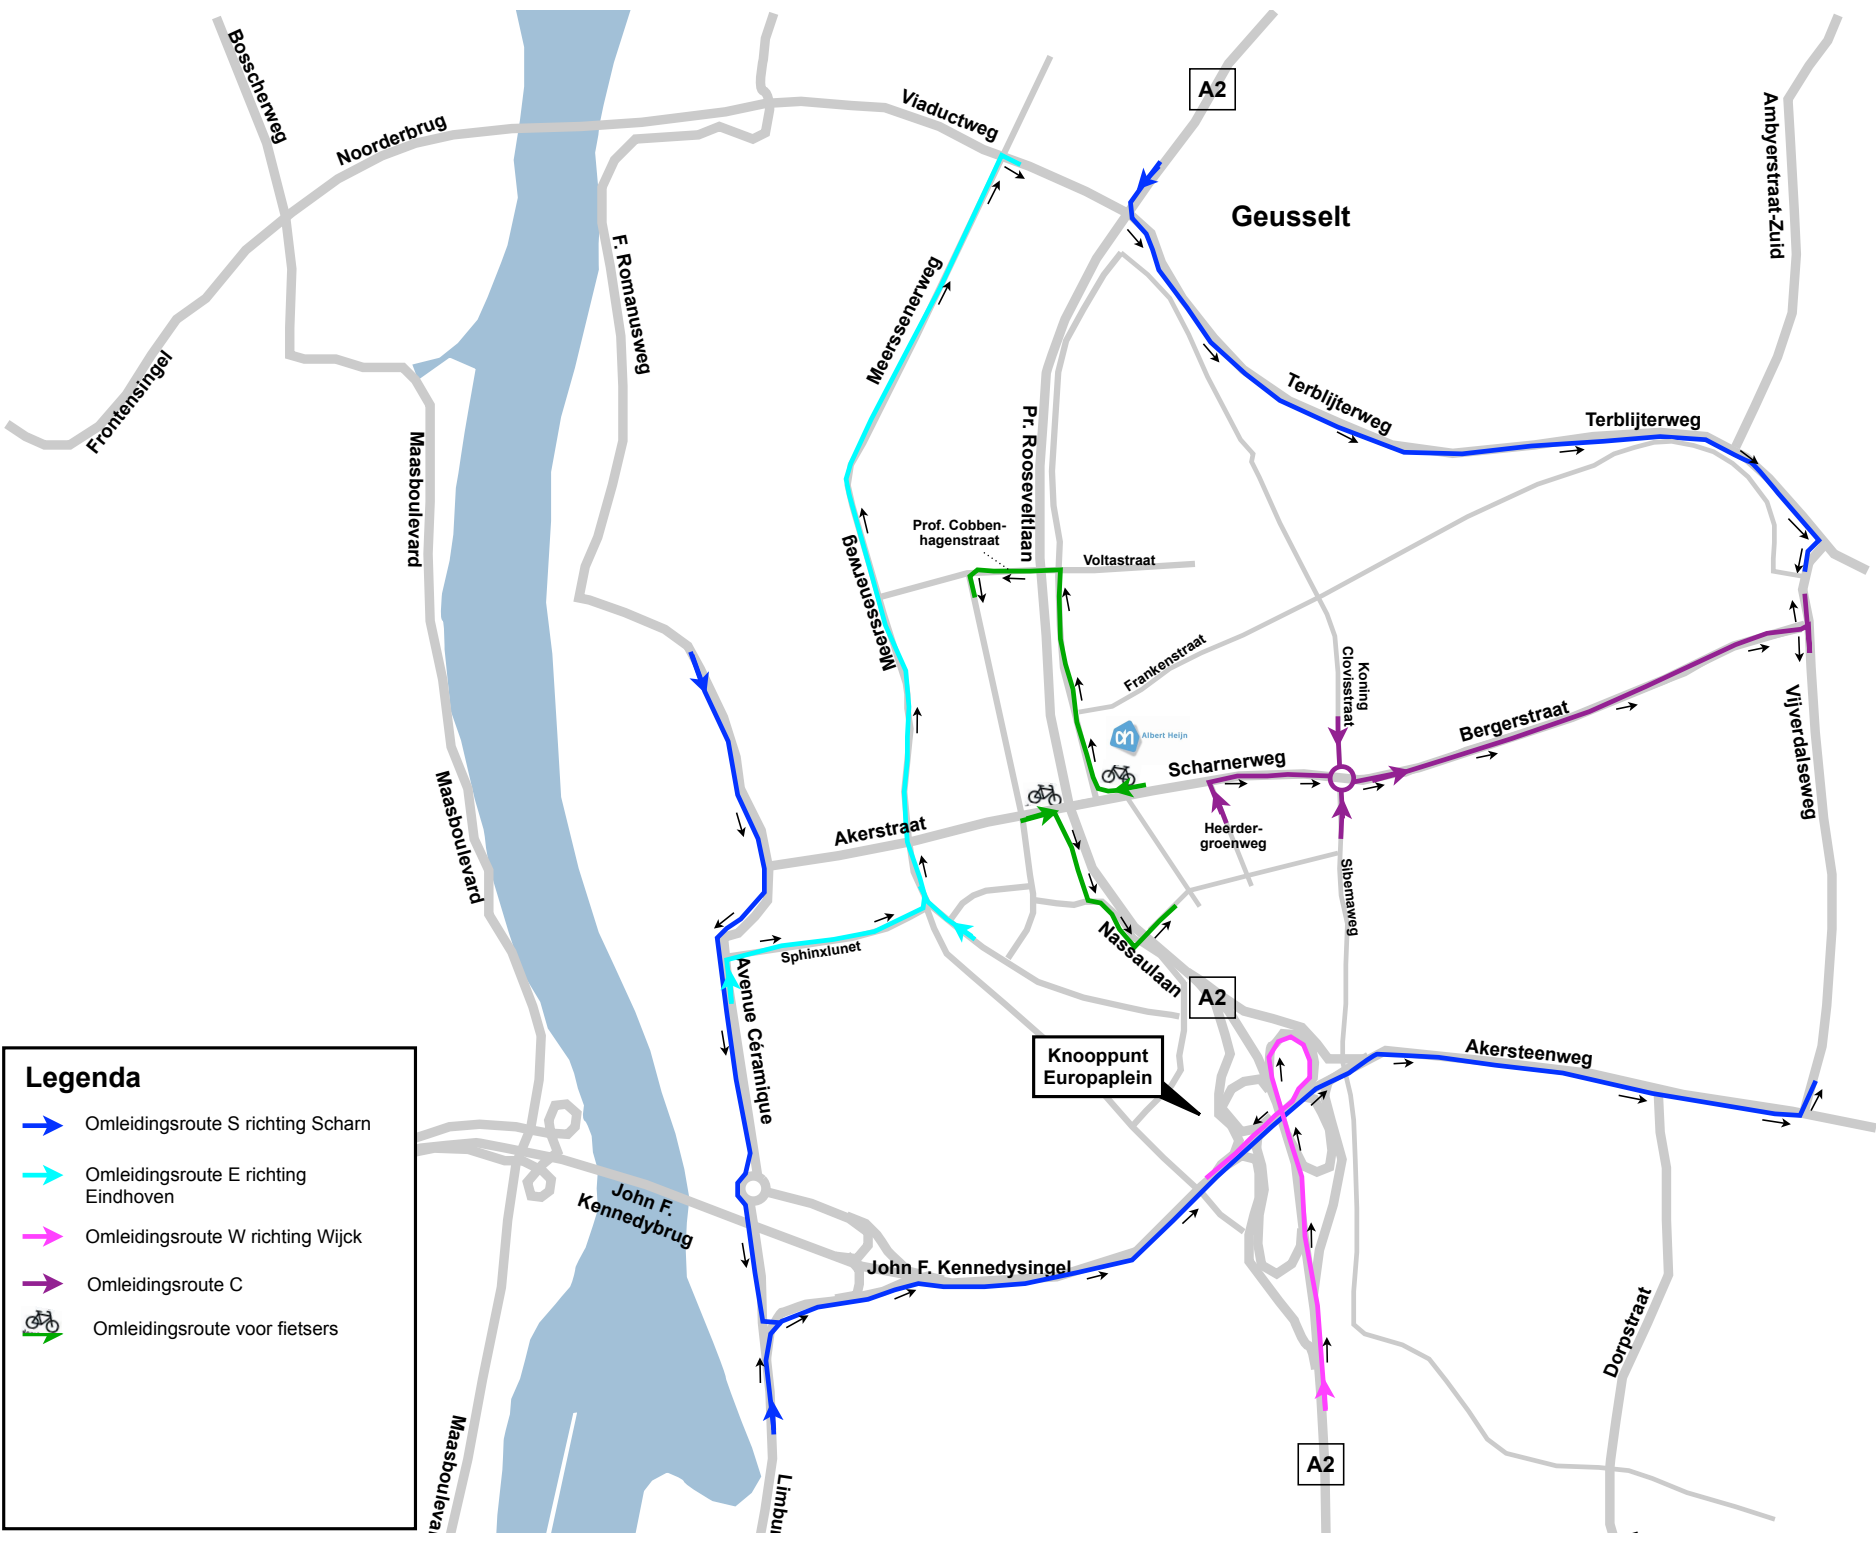 Bosscherweg
Noorderbrug
Viaductweg
A2
Ambyerstraat-Zuid
Geusselt
F. Romanusweg
Frontensingel
Meerssenerweg
Terblijterweg
Terblijterweg
Maasboulevard
Pr. Rooseveltlaan
Prof. Cobben-
hagenstraat
Voltastraat
Meerssenerweg
Frankenstraat
Koning
Clovisstraat
Albert Heijn
Bergerstraat
Vijverdalseweg
Scharnerweg
Maasboulevard
Akerstraat
Heerder-
groenweg
Sibemaweg
Sphinxlunet
Nassaulaan
Avenue Céramique
A2
Knooppunt
Europaplein
Akersteenweg
Legenda
Omleidingsroute S richting Scharn
Omleidingsroute E richting
Eindhoven
Omleidingsroute W richting Wijck
Omleidingsroute C
Omleidingsroute voor fietsers
John F.
Kennedybrug
John F. Kennedysingel
Dorpstraat
Maasbouleva
A2
Limbu